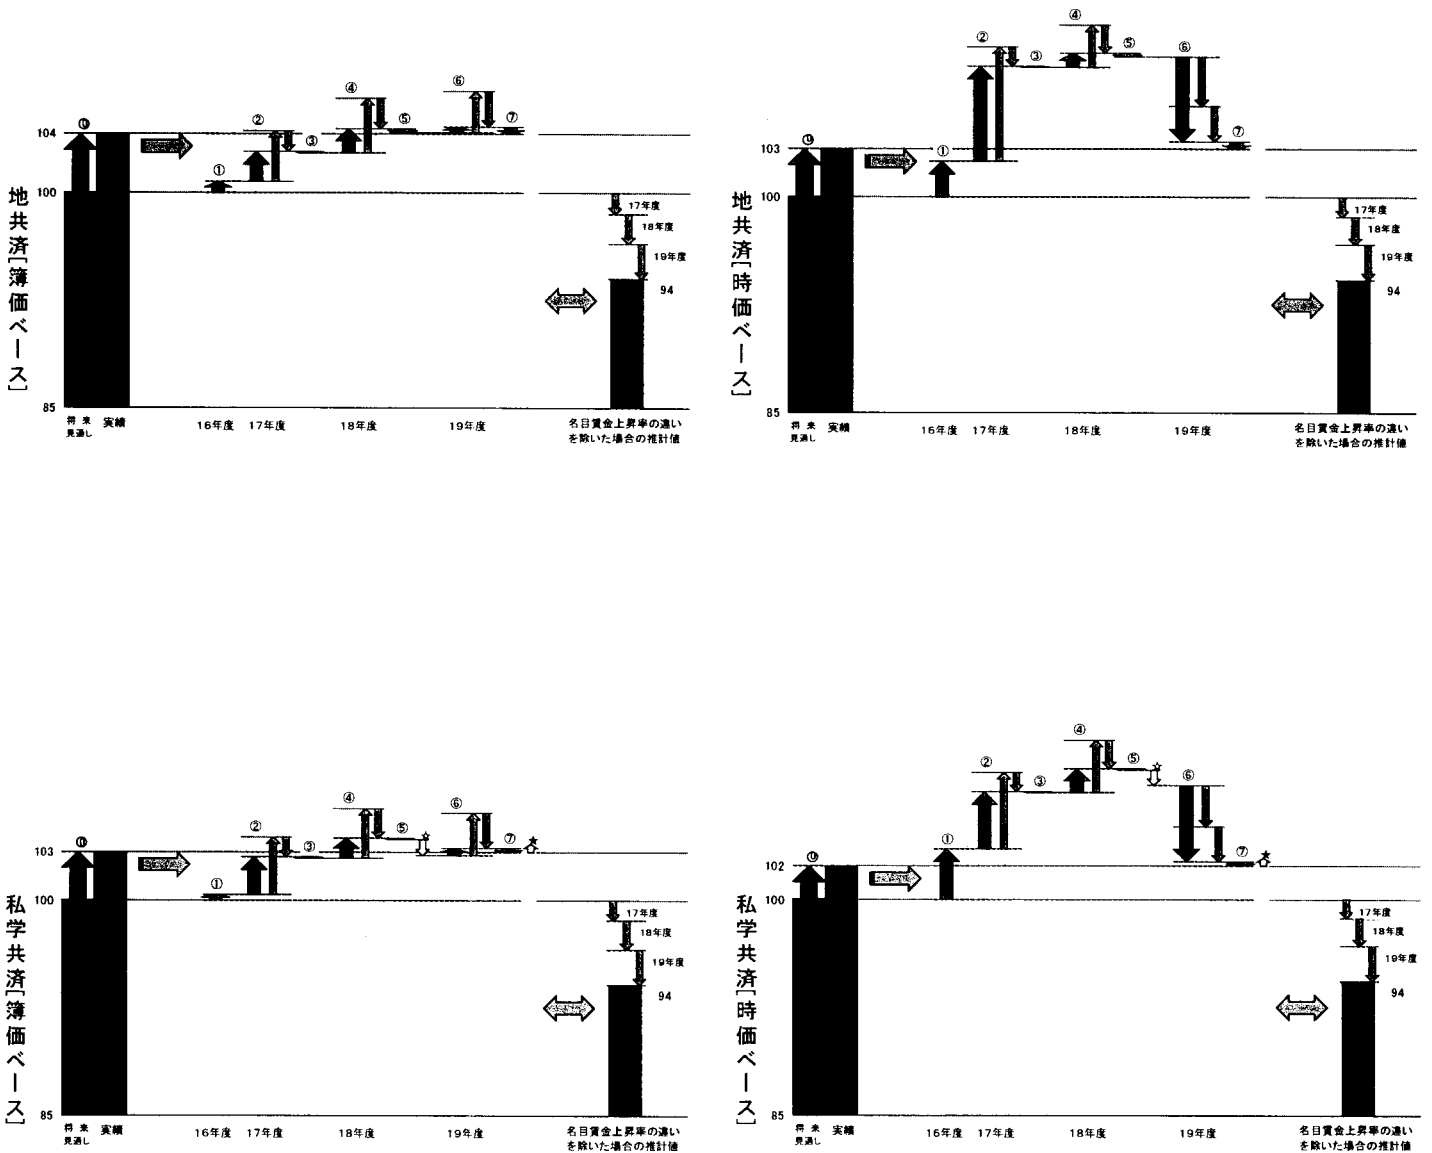 地共済[簿価ベース]
⓪
①
②
③
④
⑤
⑥
⑦
104
100
85
17年度
18年度
19年度
94
将来
見通し
実績
16年度
17年度
18年度
19年度
名目賃金上昇率の違い
を除いた場合の推計値
地共済[時価ベース]
⓪
①
②
③
④
⑤
⑥
⑦
103
100
85
17年度
18年度
19年度
94
将来
見通し
実績
16年度
17年度
18年度
19年度
名目賃金上昇率の違い
を除いた場合の推計値
私学共済[簿価ベース]
⓪
①
②
③
④
⑤
☆
⑥
⑦
★
103
100
85
17年度
18年度
19年度
94
将来
見通し
実績
16年度
17年度
18年度
19年度
名目賃金上昇率の違い
を除いた場合の推計値
私学共済[時価ベース]
⓪
①
②
③
④
⑤
☆
⑥
⑦
★
102
100
85
17年度
18年度
19年度
94
将来
見通し
実績
16年度
17年度
18年度
19年度
名目賃金上昇率の違い
を除いた場合の推計値